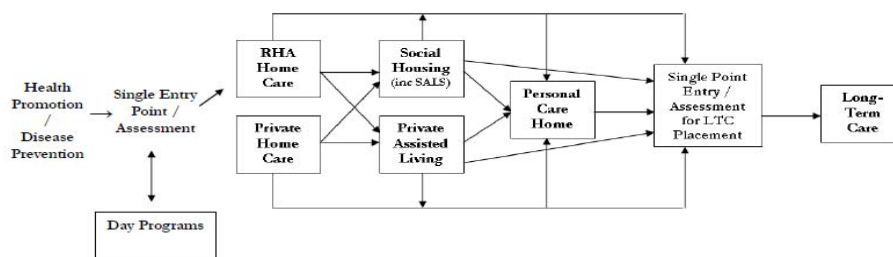 Health
Promotion
/
Disease
Prevention
Single Entry
Point /
Assessment
Day Programs
RHA
Home
Care
Private
Home
Care
Social
Housing
(inc SALS)
Private
Assisted
Living
Personal
Care
Home
Single Point
Entry /
Assessment
for LTC
Placement
Long-
Term
Care